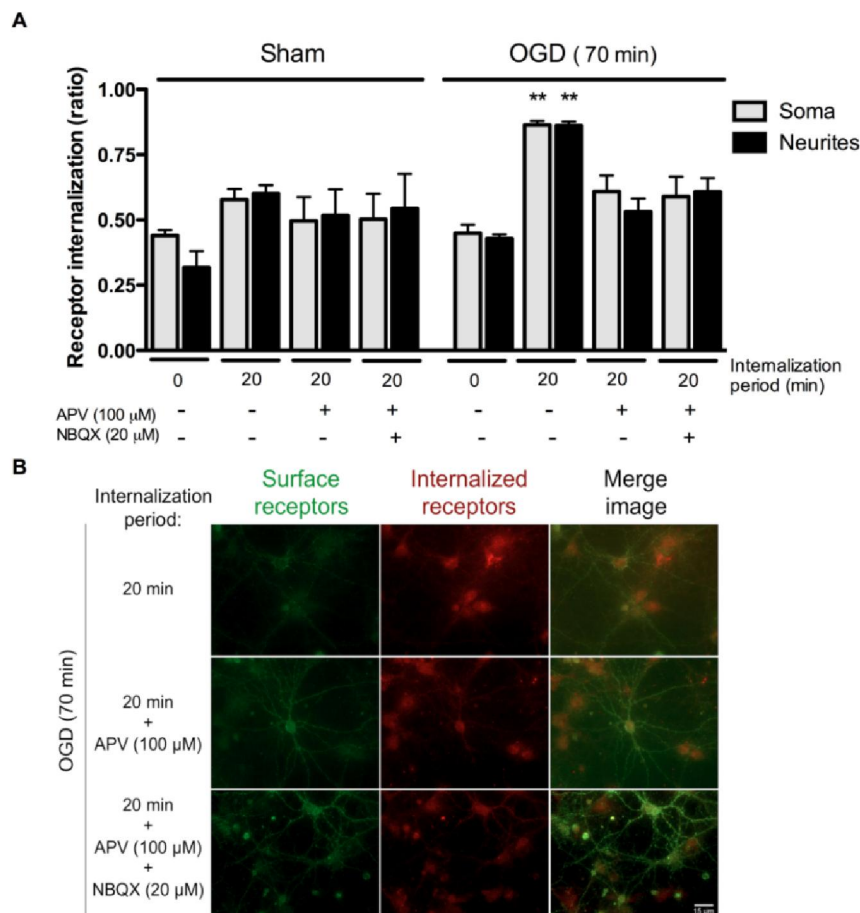 A
Sham
OGD ( 70 min)
Receptor internalization (ratio)
1.00
0.75
0.50
0.25
0.00
** **
Soma
Neurites
0 20 20 20 0 20 20 20
Internalization
period (min)
APV (100 µM) - - + + - - + +
NBQX (20 µM) - - - + - - - +
B
Internalization
period:
Surface
receptors
Internalized
receptors
Merge
image
OGD (70 min)
20 min
20 min
+
APV (100 µM)
20 min
+
APV (100 µM)
+
NBQX (20 µM)
15 µm